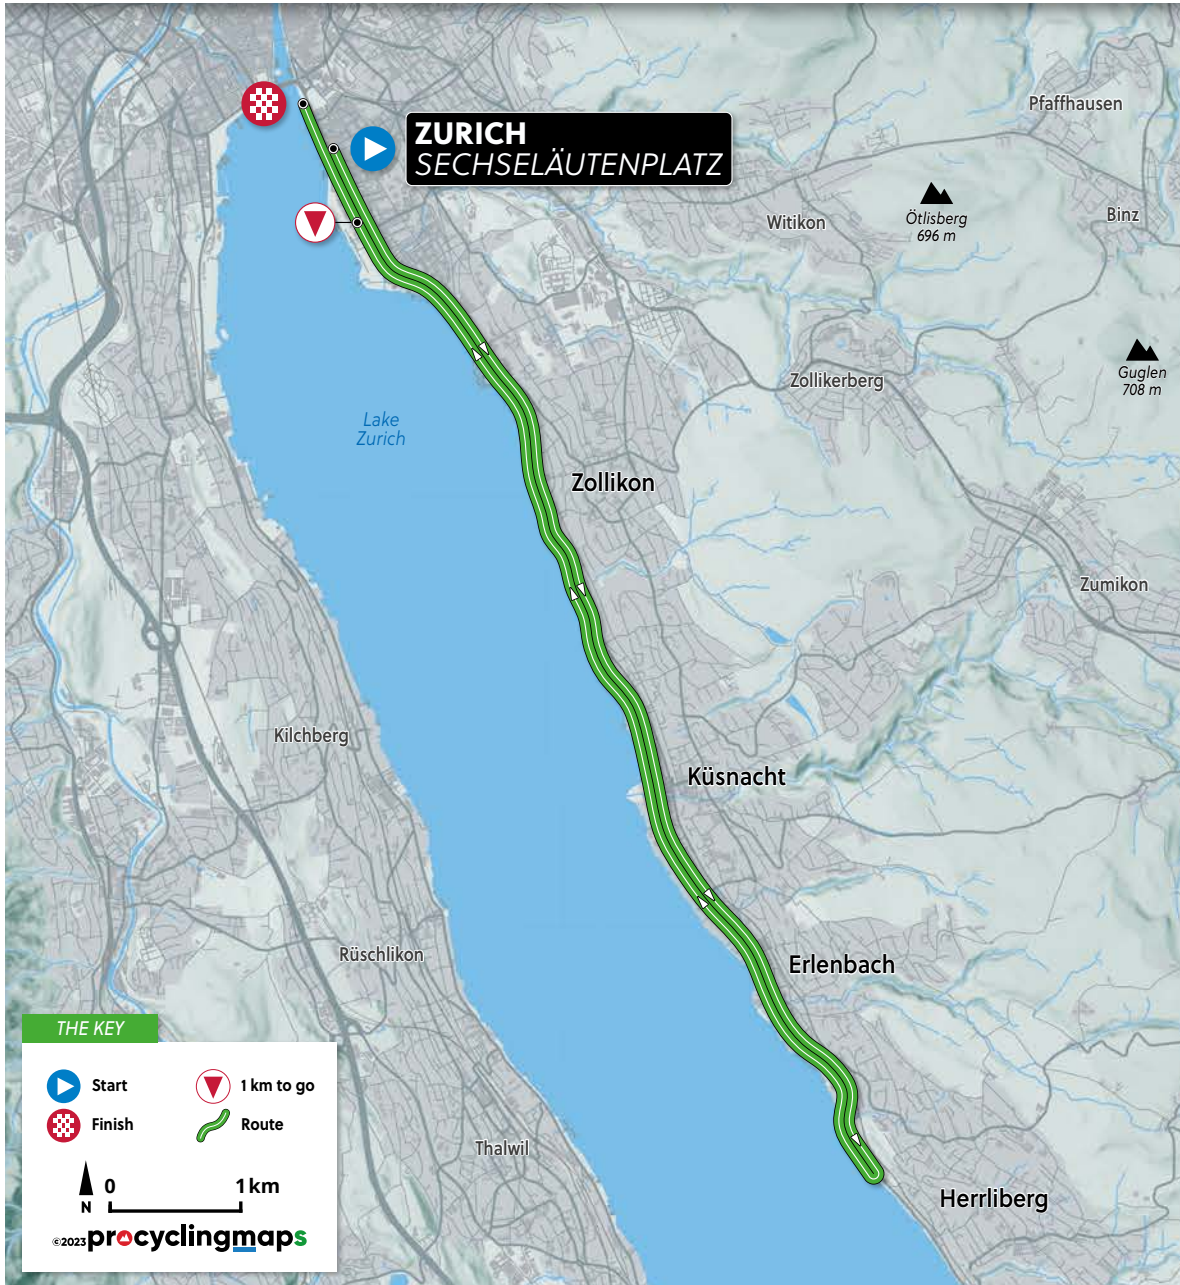 Pfaffhausen
ZURICH
SECHSELÄUTENPLATZ
Ötlisberg
696 m
Witikon
Binz
Guglen
708 m
Zollikerberg
Lake
Zurich
Zollikon
Zumikon
Kilchberg
Küsnacht
Rüschlikon
Erlenbach
THE KEY
Start
1 km to go
Finish
Route
Thalwil
0 1 km
N
Herrliberg
©2023 procyclingmaps